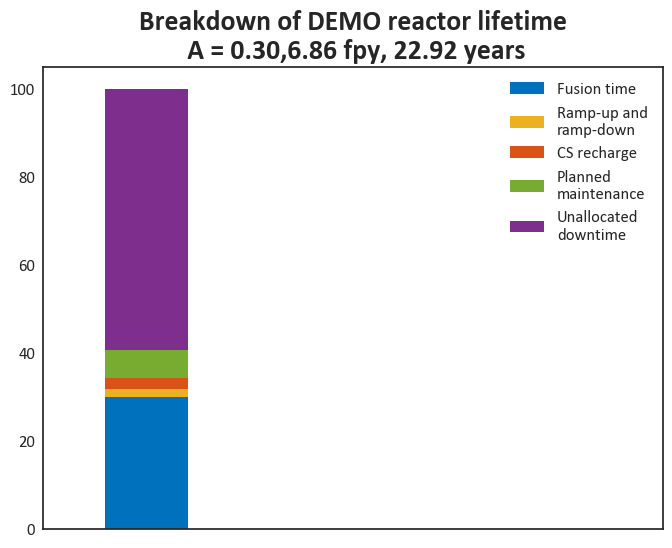 Breakdown of DEMO reactor lifetime
A = 0.30,6.86 fpy, 22.92 years
100
80
60
40
20
0
Fusion time
Ramp-up and
ramp-down
CS recharge
Planned
maintenance
Unallocated
downtime